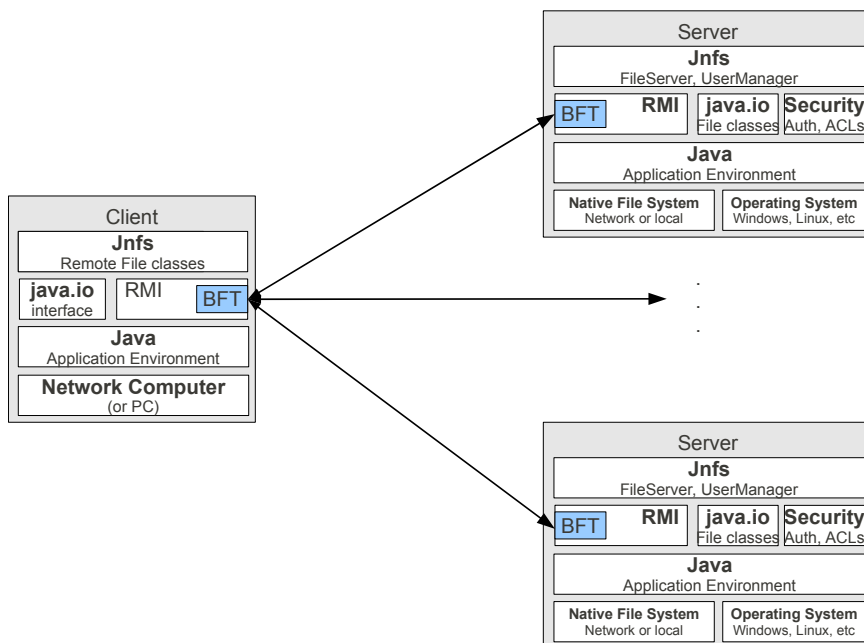 Server
Jnfs
FileServer, UserManager
BFT RMI java.io Security
File classes Auth, ACLs
Java
Application Environment
Native File System Operating System
Network or local Windows, Linux, etc
Client
Jnfs
Remote File classes
java.io RMI BFT
interface
Java
Application Environment
Network Computer
(or PC)
.
.
.
Server
Jnfs
FileServer, UserManager
BFT RMI java.io Security
File classes Auth, ACLs
Java
Application Environment
Native File System Operating System
Network or local Windows, Linux, etc